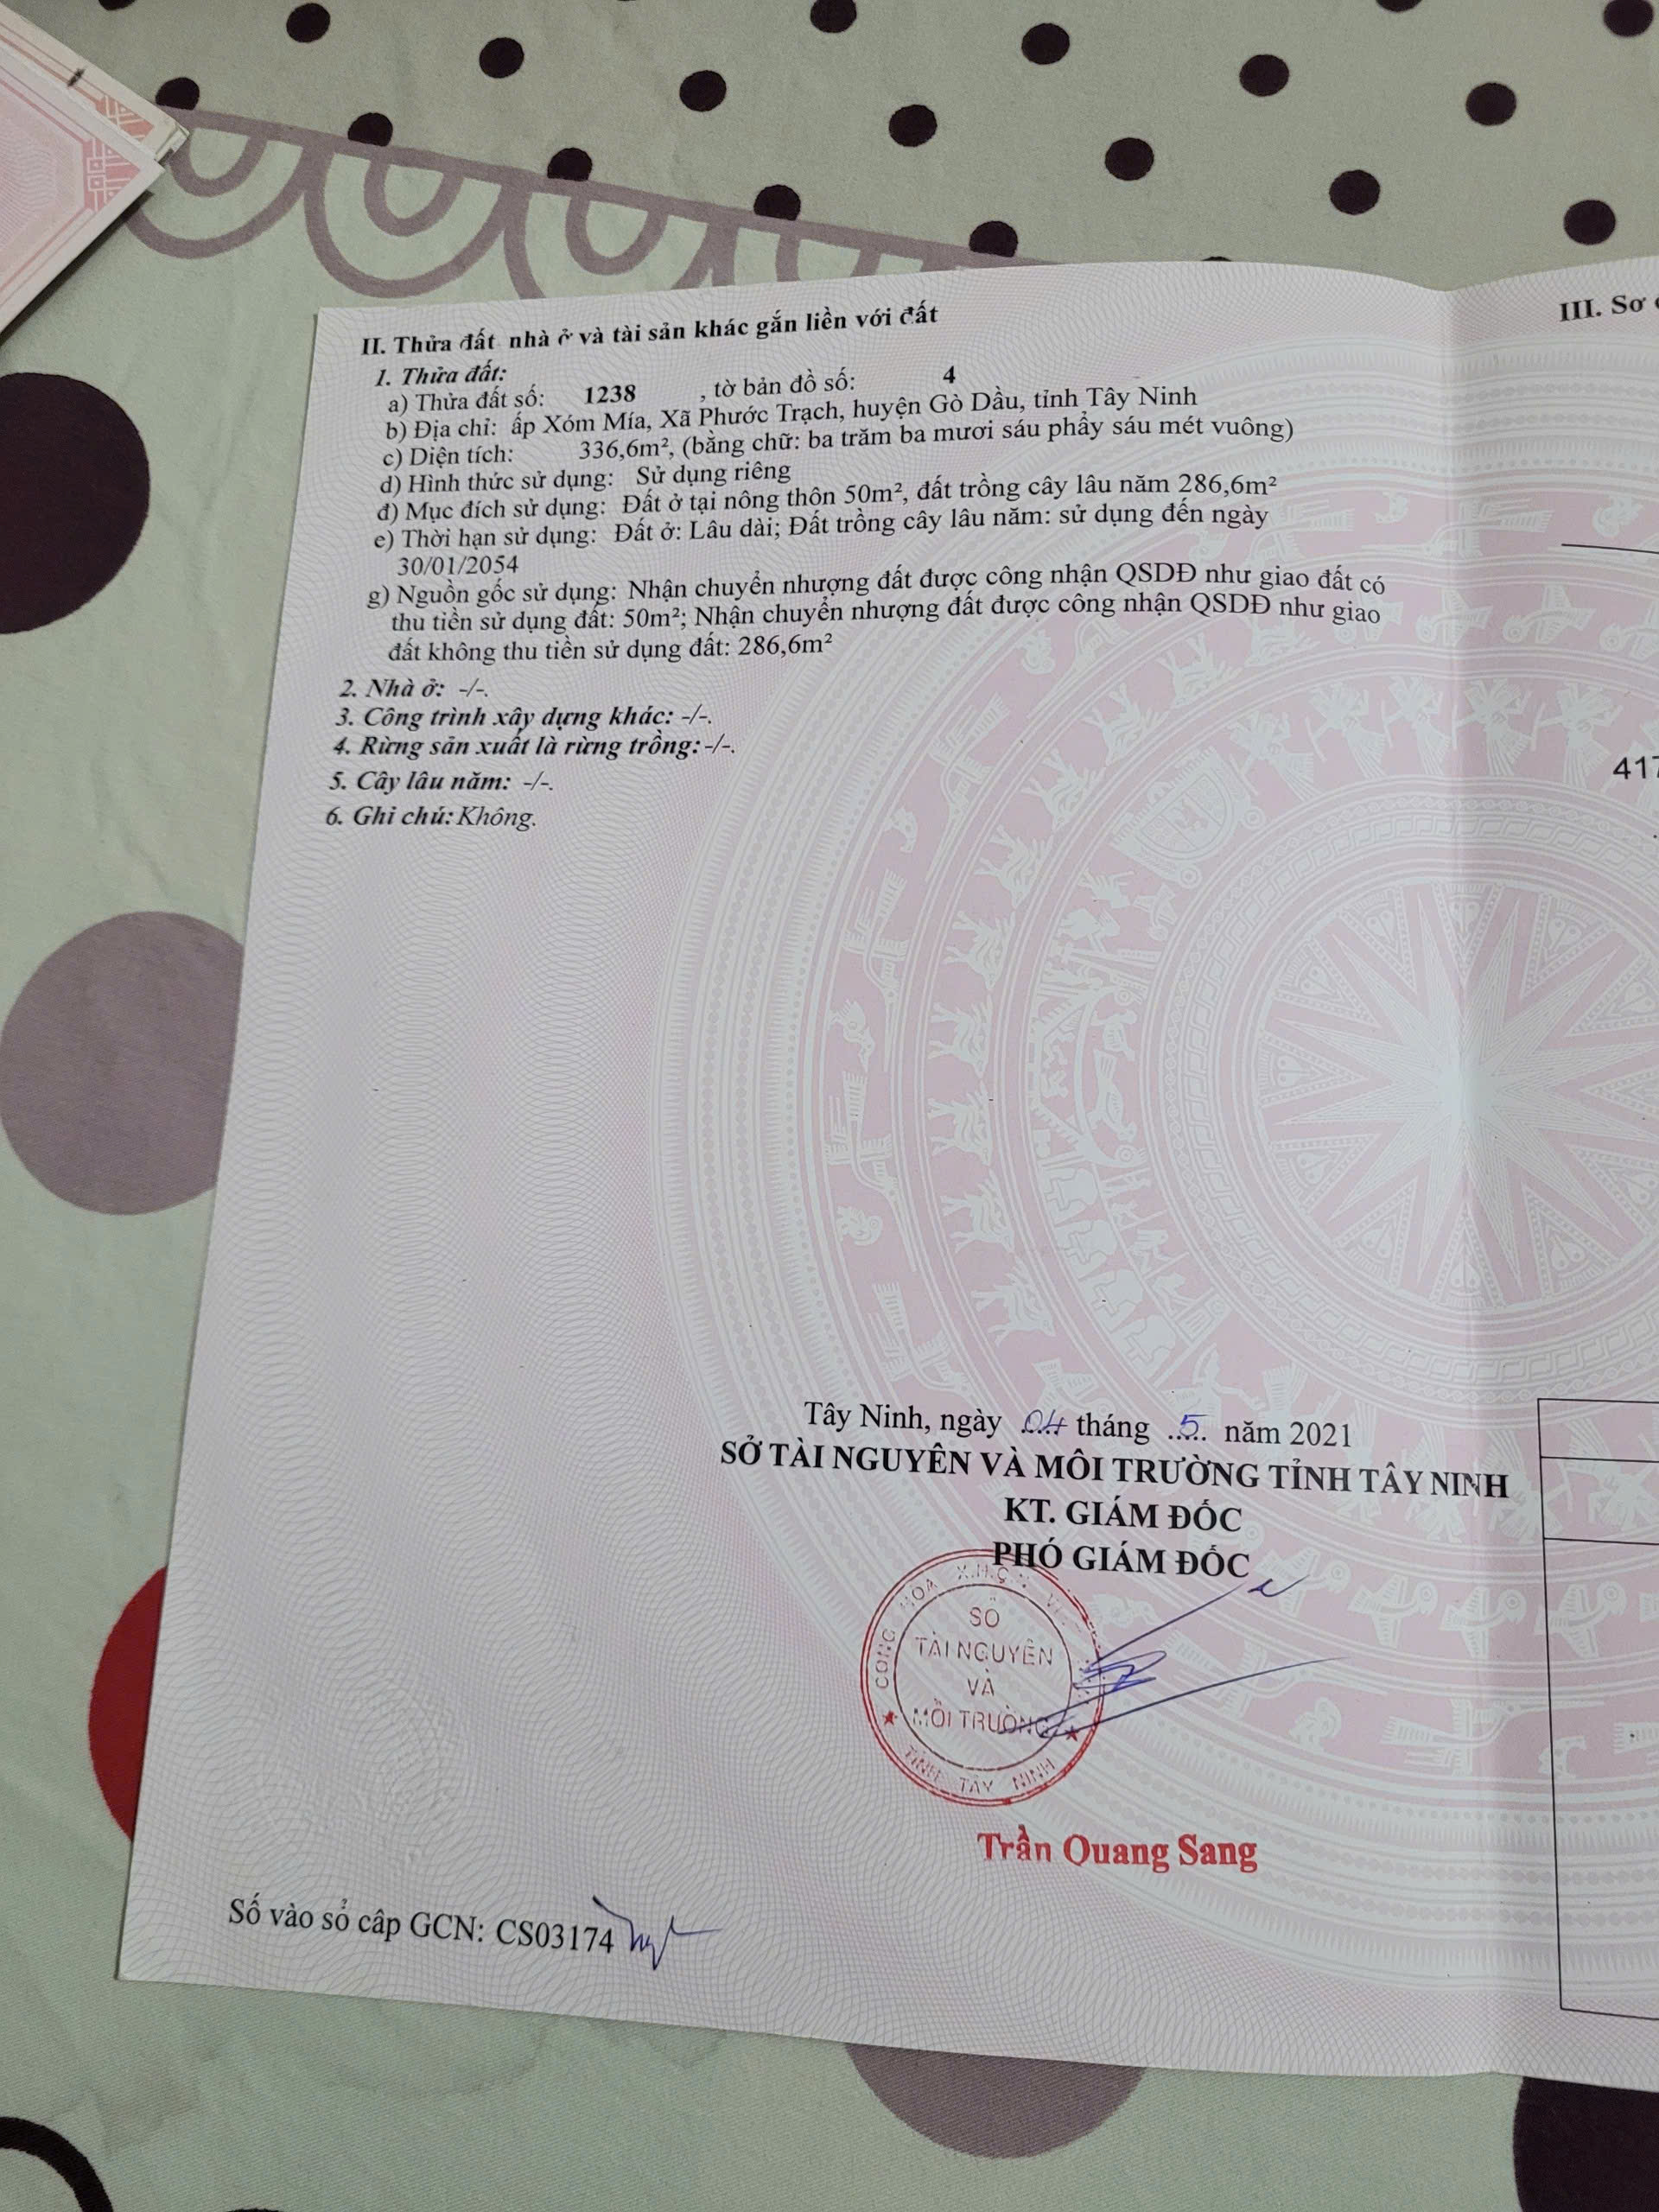 II. Thửa đất nhà ở và tài sản khác gắn liền với đất
1. Thửa đất:
a) Thửa đất số: 1238 , tờ bản đồ số: 4
b) Địa chỉ: ấp Xóm Mía, Xã Phước Trạch, huyện Gò Dầu, tỉnh Tây Ninh
c) Diện tích: 336,6m², (bằng chữ: ba trăm ba mươi sáu phẩy sáu mét vuông)
d) Hình thức sử dụng: Sử dụng riêng
đ) Mục đích sử dụng: Đất ở tại nông thôn 50m², đất trồng cây lâu năm 286,6m²
e) Thời hạn sử dụng: Đất ở: Lâu dài; Đất trồng cây lâu năm: sử dụng đến ngày
30/01/2054
g) Nguồn gốc sử dụng: Nhận chuyển nhượng đất được công nhận QSDĐ như giao đất có
thu tiền sử dụng đất: 50m²; Nhận chuyển nhượng đất được công nhận QSDĐ như giao
đất không thu tiền sử dụng đất: 286,6m²
2. Nhà ở: -/-.
3. Công trình xây dựng khác: -/-.
4. Rừng sản xuất là rừng trồng: -/-.
5. Cây lâu năm: -/-.
6. Ghi chú: Không.
Tây Ninh, ngày 04 tháng 5 năm 2021
SỞ TÀI NGUYÊN VÀ MÔI TRƯỜNG TỈNH TÂY NINH
KT. GIÁM ĐỐC
PHÓ GIÁM ĐỐC
CỘNG HÒA X.H.C.N
SỞ
TÀI NGUYÊN
VÀ
MÔI TRƯỜNG
TỈNH TÂY NINH
Trần Quang Sang
Số vào sổ cấp GCN: CS03174
III. Sơ
417